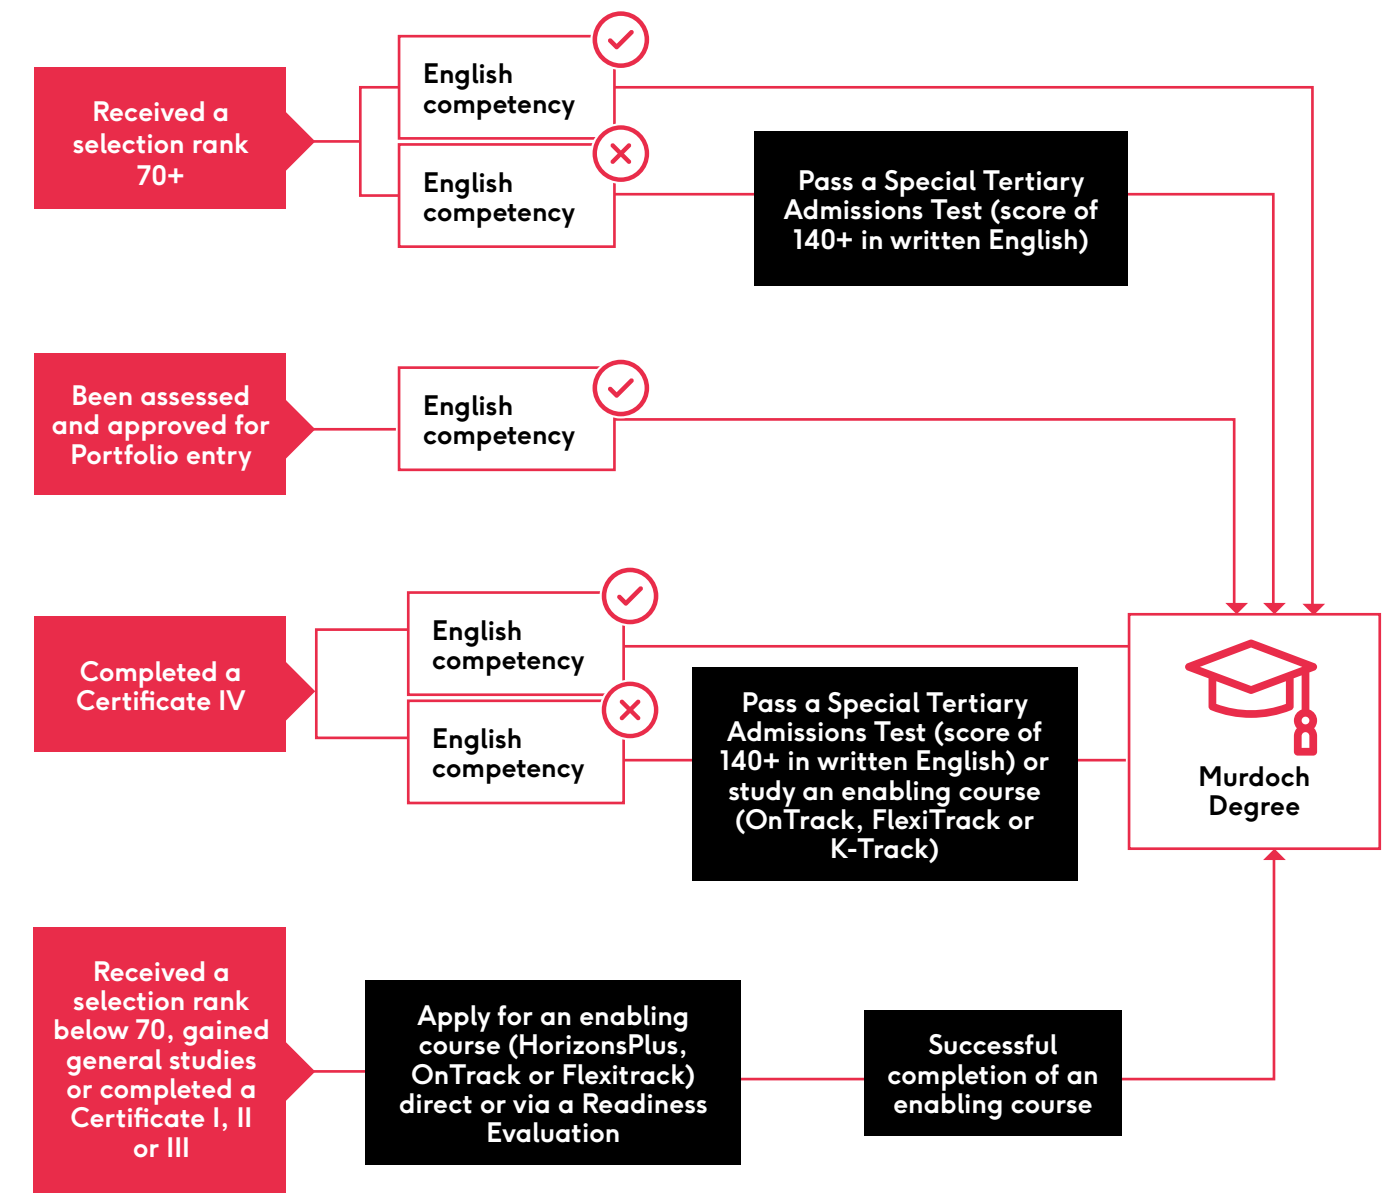 Received a
selection rank
70+
English
competency
English
competency
Pass a Special Tertiary
Admissions Test (score of
140+ in written English)
Been assessed
and approved for
Portfolio entry
English
competency
Completed a
Certificate IV
English
competency
English
competency
Pass a Special Tertiary
Admissions Test (score of
140+ in written English) or
study an enabling course
(OnTrack, FlexiTrack or
K-Track)
Murdoch
Degree
Received a
selection rank
below 70, gained
general studies
or completed a
Certificate I, II
or III
Apply for an enabling
course (HorizonsPlus,
OnTrack or Flexitrack)
direct or via a Readiness
Evaluation
Successful
completion of an
enabling course